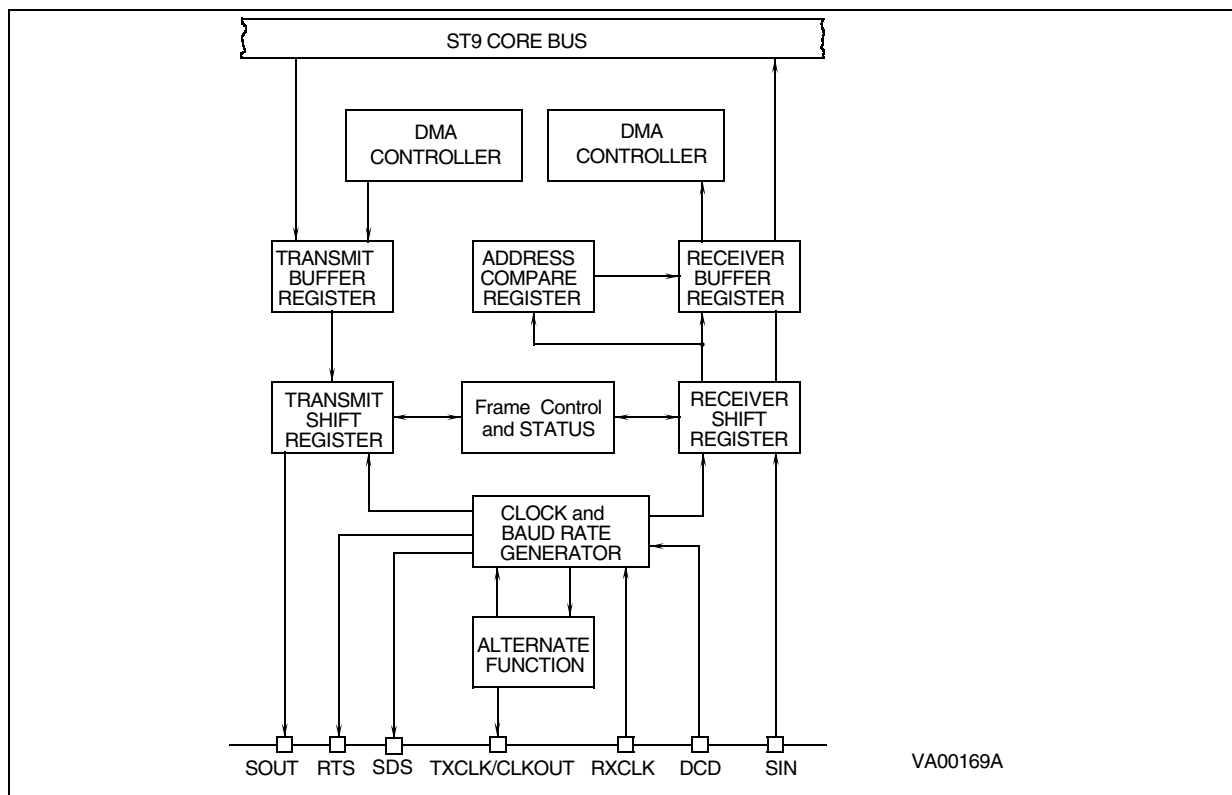 ST9 CORE BUS
DMA
CONTROLLER
DMA
CONTROLLER
TRANSMIT
BUFFER
REGISTER
ADDRESS
COMPARE
REGISTER
RECEIVER
BUFFER
REGISTER
TRANSMIT
SHIFT
REGISTER
Frame Control
and STATUS
RECEIVER
SHIFT
REGISTER
CLOCK and
BAUD RATE
GENERATOR
ALTERNATE
FUNCTION
SOUT RTS SDS TXCLK/CLKOUT RXCLK DCD SIN
VA00169A